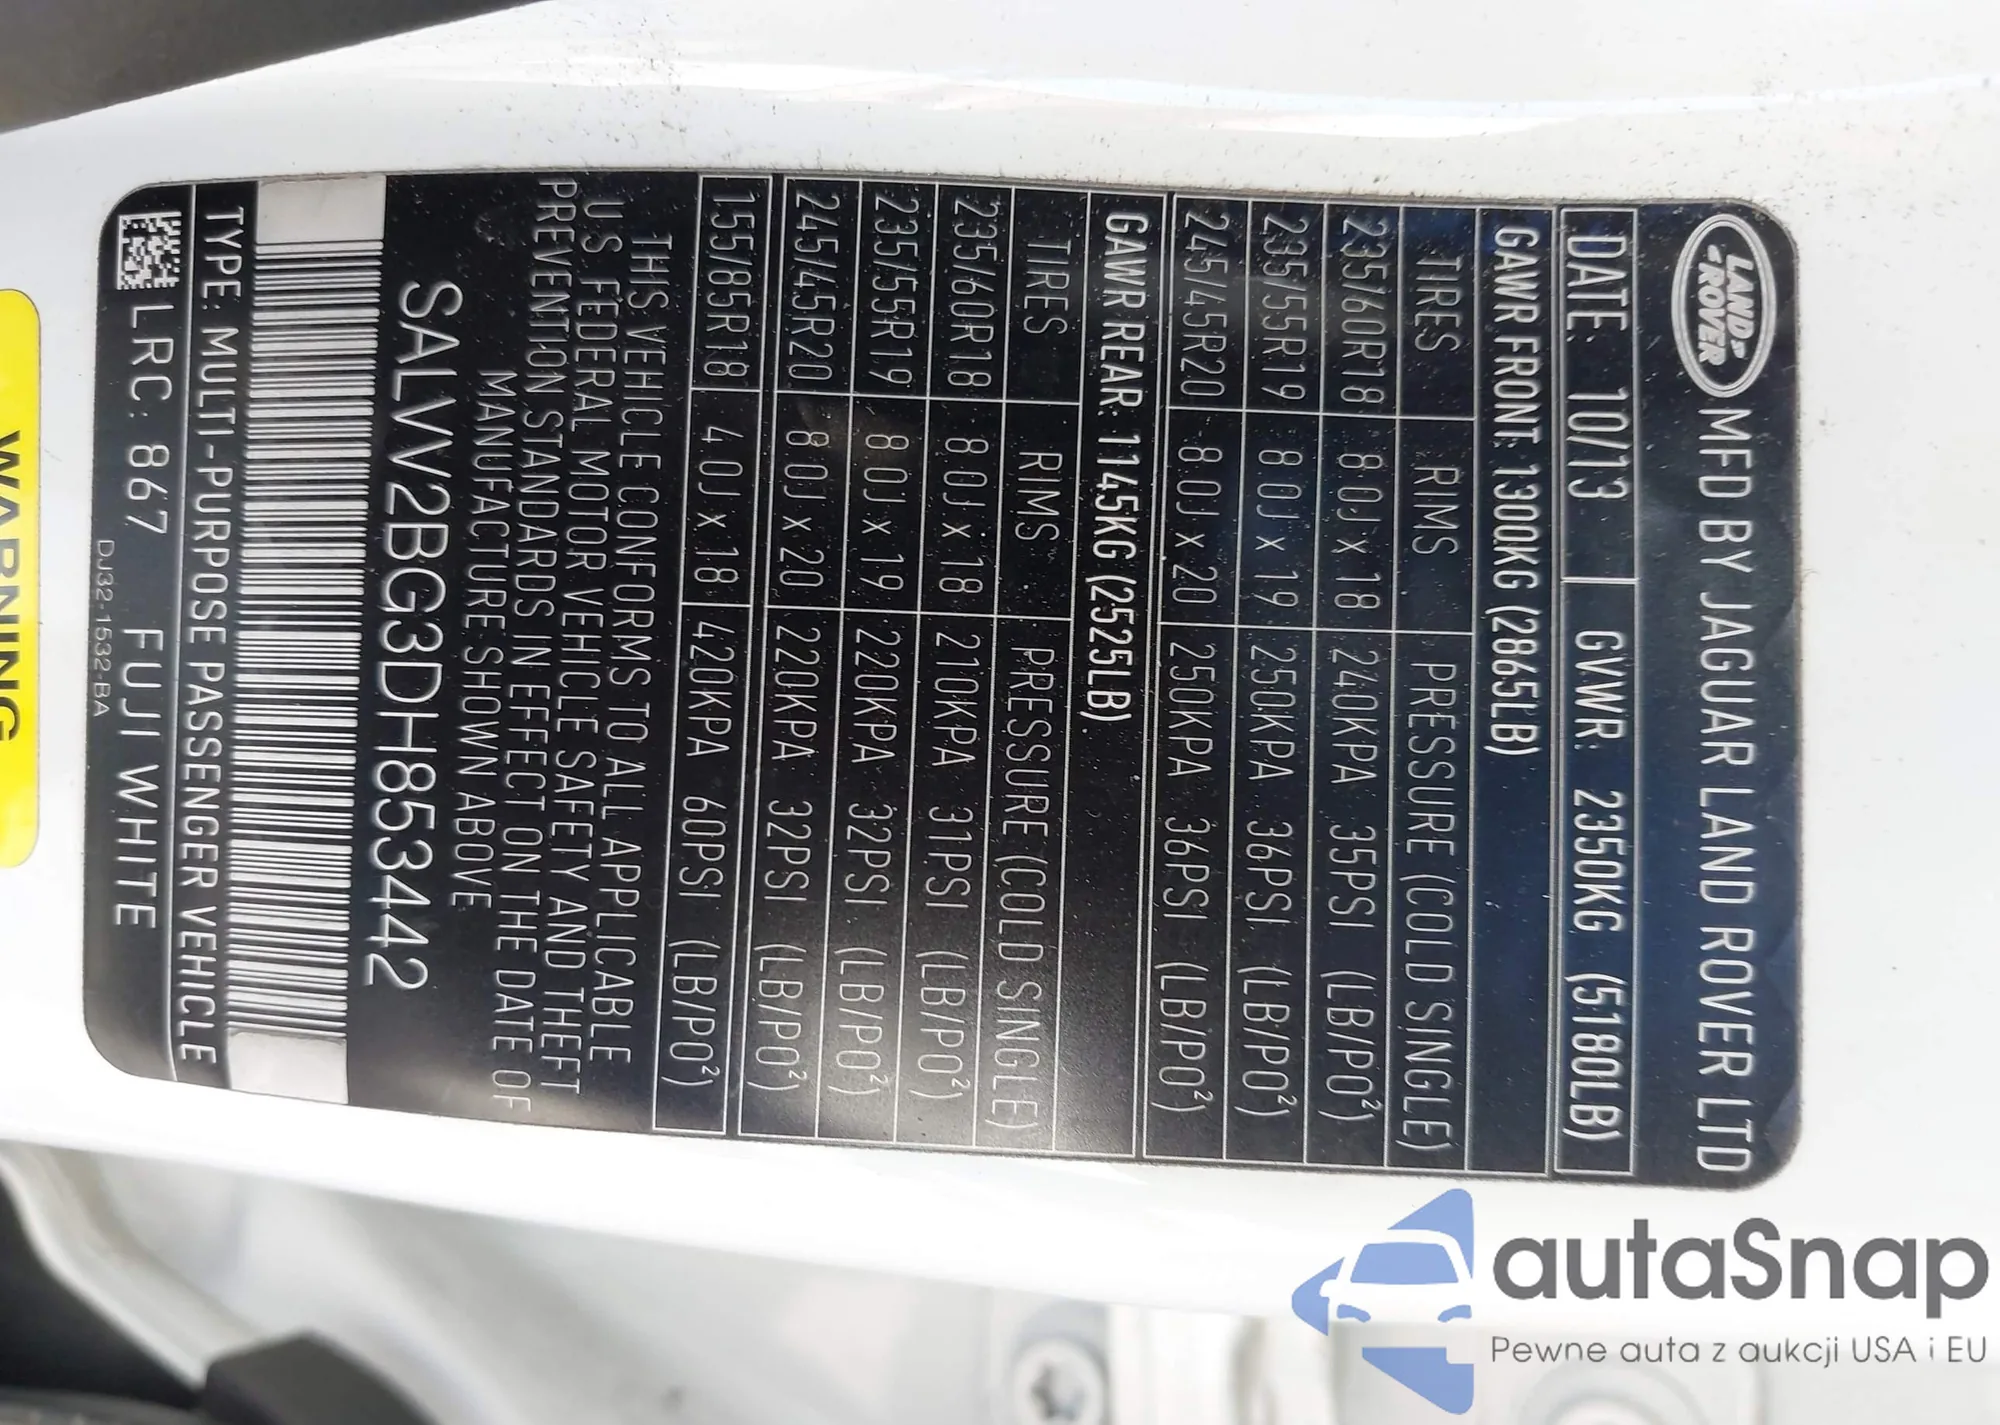 LAND-
-ROVER
MFD BY JAGUAR LAND ROVER LTD
DATE: 10/13 GVWR: 2350KG (5180LB)
GAWR FRONT: 1300KG (2865LB)
TIRES RIMS PRESSURE (COLD SINGLE)
235/60R18 8.0J x 18 240KPA 35PSI (LB/PO²)
235/55R19 8.0J x 19 250KPA 36PSI (LB/PO²)
245/45R20 8.0J x 20 250KPA 36PSI (LB/PO²)
GAWR REAR: 1145KG (2525LB).
TIRES RIMS PRESSURE (COLD SINGLE)
235/60R18 8.0J x 18 210KPA 31PSI (LB/PO²)
235/55R19 8.0J x 19 220KPA 32PSI (LB/PO²)
245/45R20 8.0J x 20 220KPA 32PSI (LB/PO²)
155/85R18 4.0J x 18 420KPA 60PSI (LB/PO²)
THIS VEHICLE CONFORMS TO ALL APPLICABLE
U.S. FEDERAL MOTOR VEHICLE SAFETY AND THEFT
PREVENTION STANDARDS IN EFFECT ON THE DATE OF
MANUFACTURE SHOWN ABOVE
SALVV2BG3DH853442
TYPE: MULTI-PURPOSE PASSENGER VEHICLE
LRC: 867 FUJI WHITE
DJ32-1532-BA
WARNING
autaSnap
Pewne auta z aukcji USA i EU